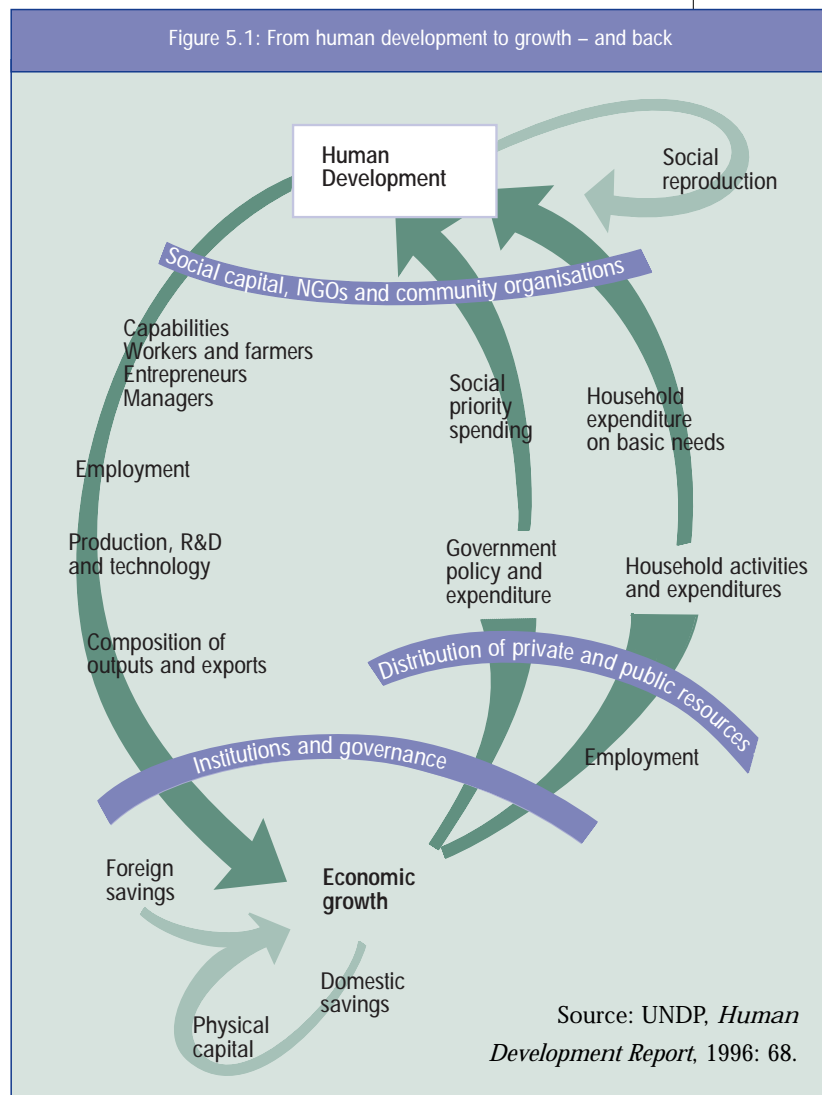 Figure 5.1: From human development to growth – and back
Human
Development
Social
reproduction
Social capital, NGOs and community organisations
Capabilities
Workers and farmers
Entrepreneurs
Managers
Social
priority
spending
Household
expenditure
on basic needs
Employment
Production, R&D
and technology
Government
policy and
expenditure
Household activities
and expenditures
Composition of
outputs and exports
Distribution of private and public resources
Institutions and governance
Employment
Foreign
savings
Economic
growth
Domestic
savings
Physical
capital
Source: UNDP, Human
Development Report, 1996: 68.